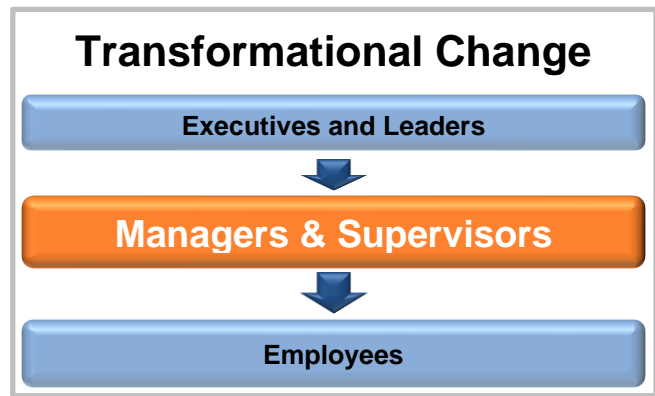 Transformational Change
Executives and Leaders
Managers & Supervisors
Employees